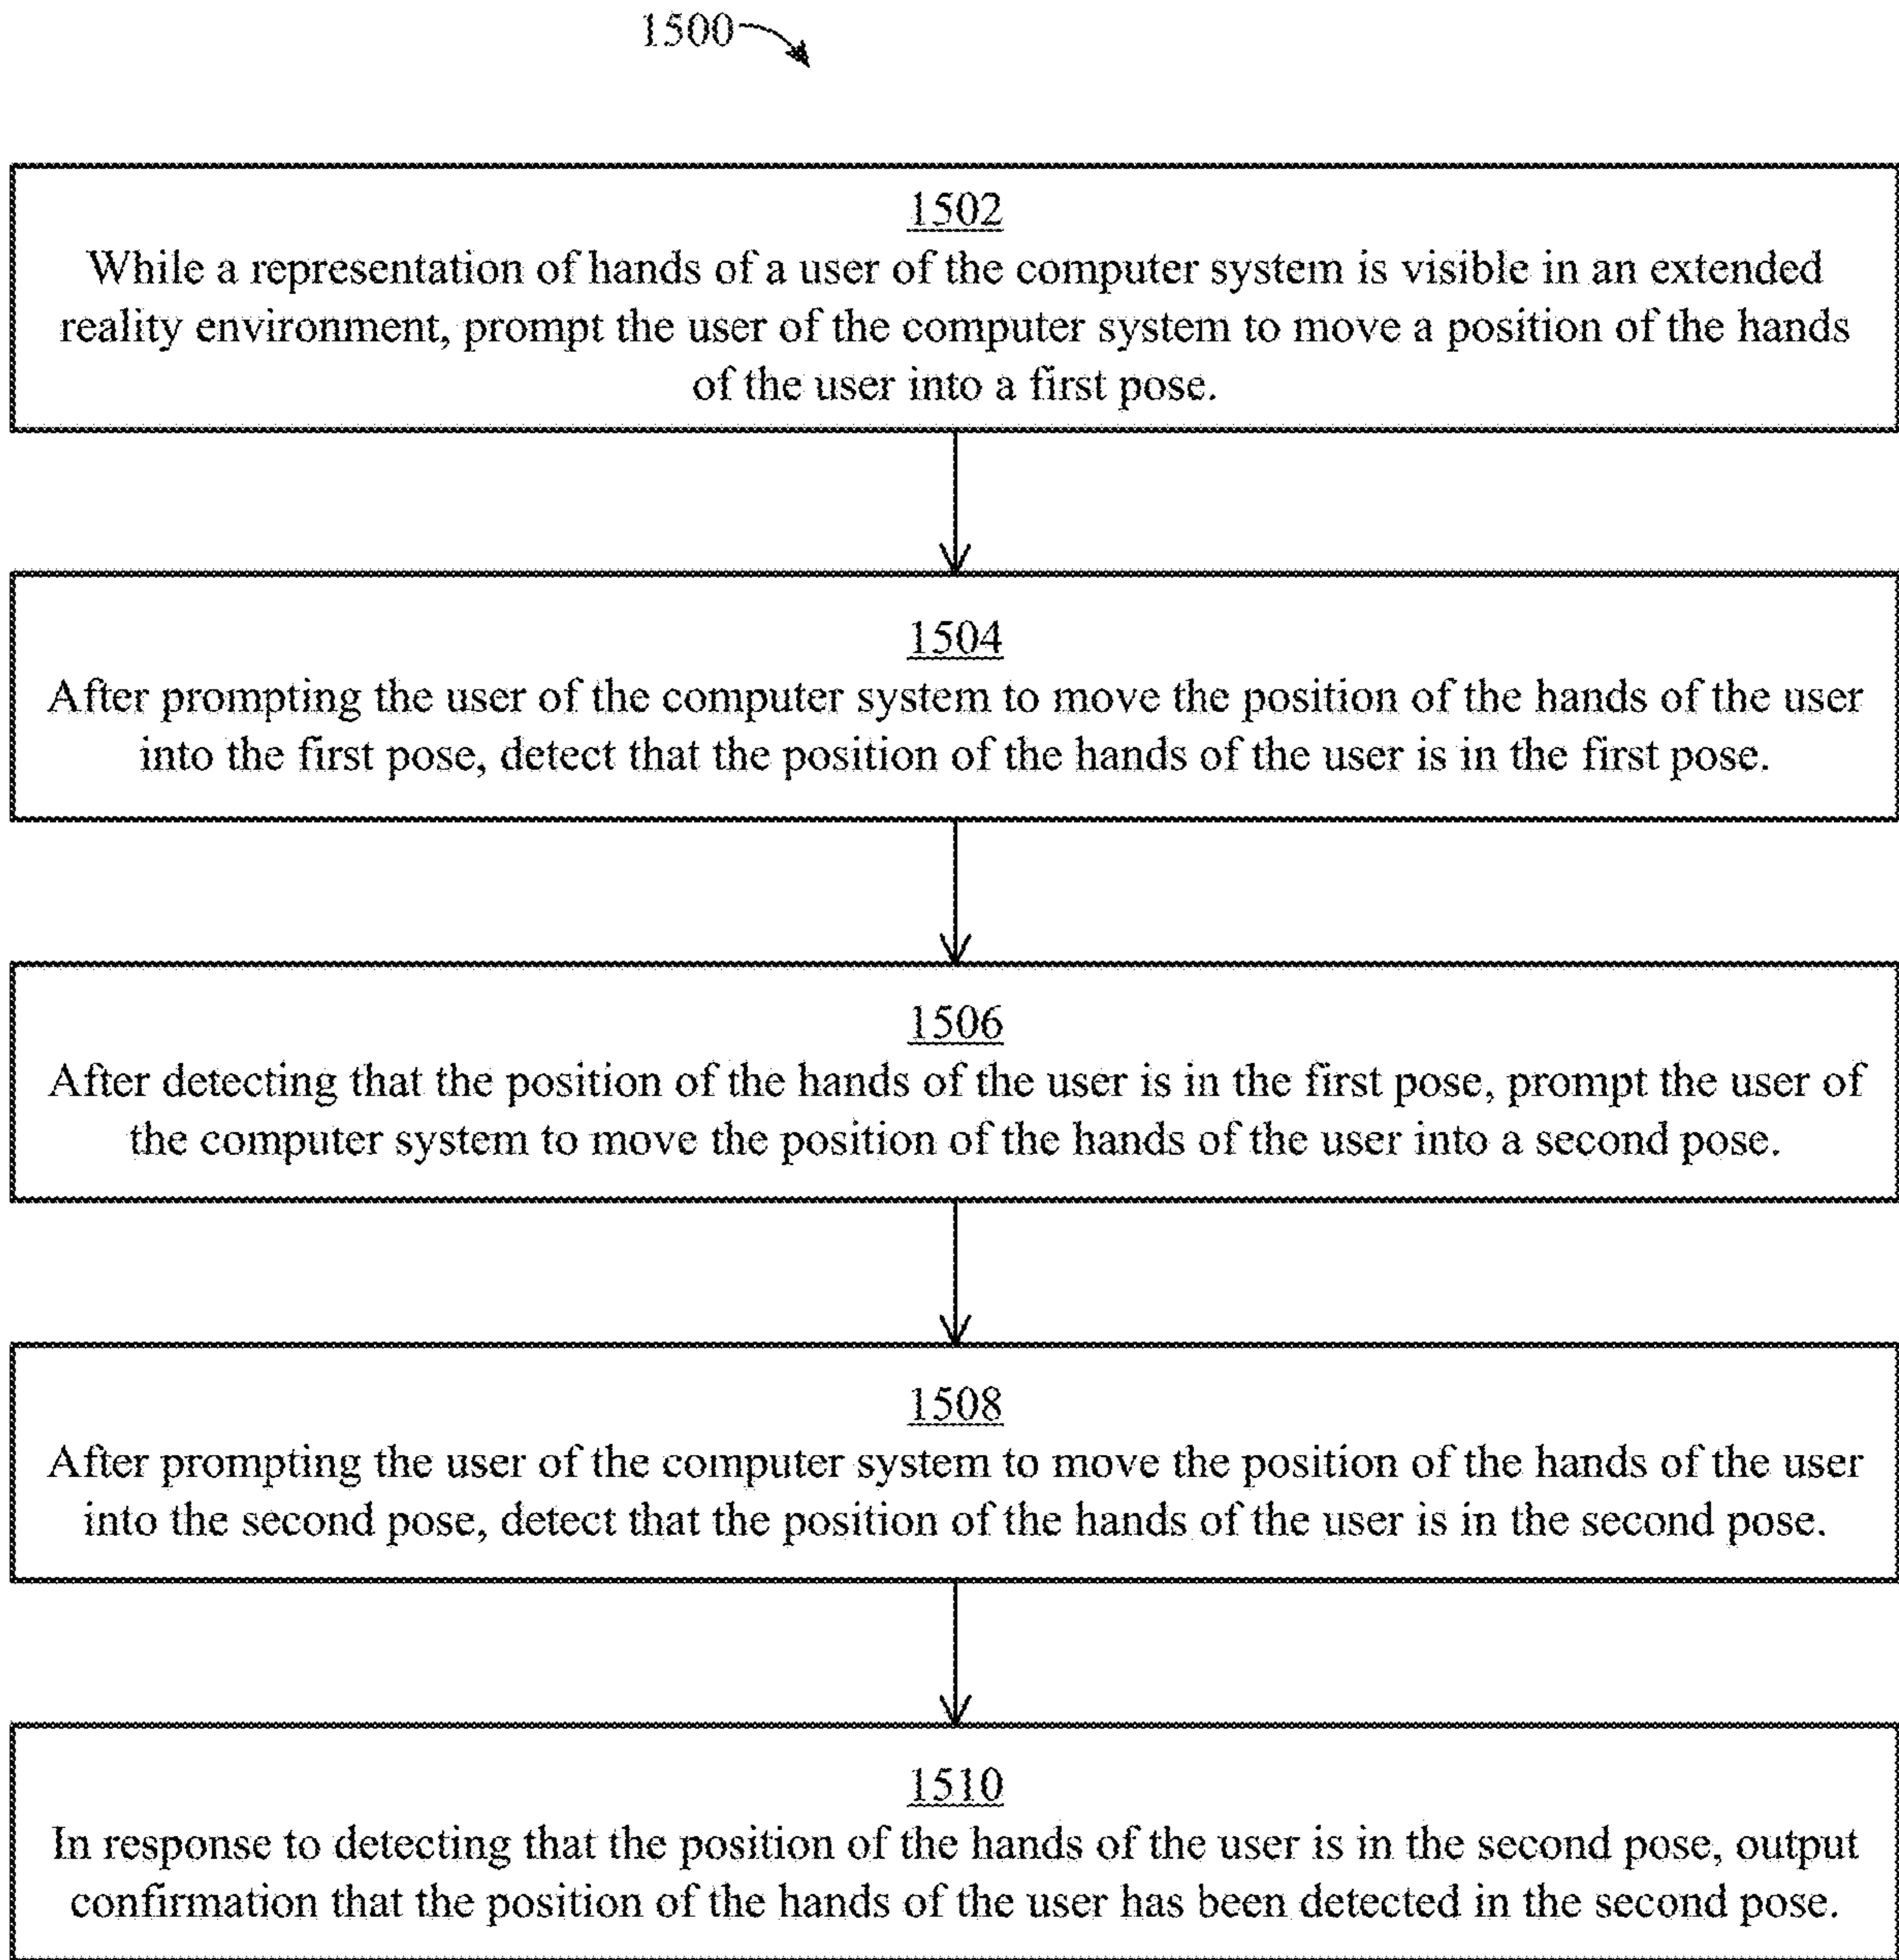 1500
1502
While a representation of hands of a user of the computer system is visible in an extended
reality environment, prompt the user of the computer system to move a position of the hands
of the user into a first pose.
1504
After prompting the user of the computer system to move the position of the hands of the user
into the first pose, detect that the position of the hands of the user is in the first pose.
1506
After detecting that the position of the hands of the user is in the first pose, prompt the user of
the computer system to move the position of the hands of the user into a second pose.
1508
After prompting the user of the computer system to move the position of the hands of the user
into the second pose, detect that the position of the hands of the user is in the second pose.
1510
In response to detecting that the position of the hands of the user is in the second pose, output
confirmation that the position of the hands of the user has been detected in the second pose.